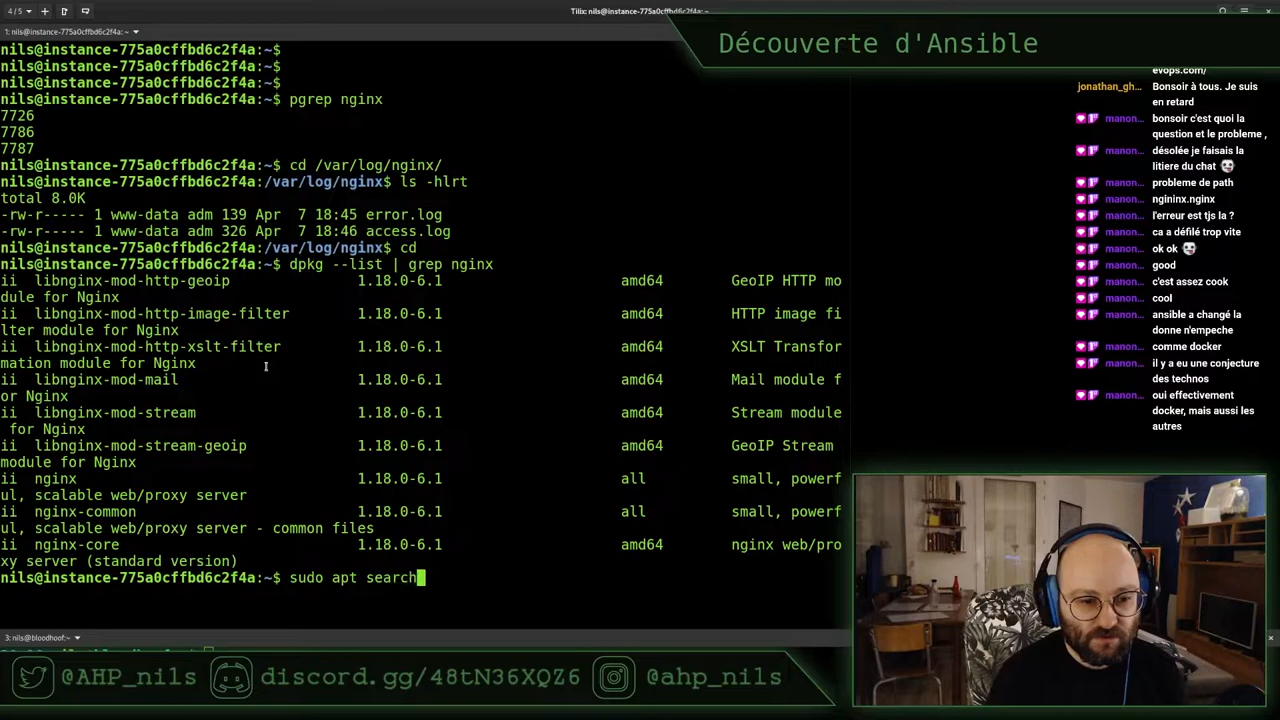 4/5
Tilix: nils@instance-775a0cffbd6c2f4a:~
1: nils@instance-775a0cffbd6c2f4a:~
Découverte d'Ansible
nils@instance-775a0cffbd6c2f4a:~$
nils@instance-775a0cffbd6c2f4a:~$
nils@instance-775a0cffbd6c2f4a:~$
nils@instance-775a0cffbd6c2f4a:~$ pgrep nginx
7726
7786
7787
nils@instance-775a0cffbd6c2f4a:~$ cd /var/log/nginx/
nils@instance-775a0cffbd6c2f4a:/var/log/nginx$ ls -hlrt
total 8.0K
-rw-r----- 1 www-data adm 139 Apr  7 18:45 error.log
-rw-r----- 1 www-data adm 326 Apr  7 18:46 access.log
nils@instance-775a0cffbd6c2f4a:/var/log/nginx$ cd
nils@instance-775a0cffbd6c2f4a:~$ dpkg --list | grep nginx
ii  libnginx-mod-http-geoip 1.18.0-6.1 amd64 GeoIP HTTP mo
dule for Nginx
ii  libnginx-mod-http-image-filter 1.18.0-6.1 amd64 HTTP image fi
lter module for Nginx
ii  libnginx-mod-http-xslt-filter 1.18.0-6.1 amd64 XSLT Transfor
mation module for Nginx
ii  libnginx-mod-mail 1.18.0-6.1 amd64 Mail module f
or Nginx
ii  libnginx-mod-stream 1.18.0-6.1 amd64 Stream module
 for Nginx
ii  libnginx-mod-stream-geoip 1.18.0-6.1 amd64 GeoIP Stream
module for Nginx
ii  nginx 1.18.0-6.1 all small, powerf
ul, scalable web/proxy server
ii  nginx-common 1.18.0-6.1 all small, powerf
ul, scalable web/proxy server - common files
ii  nginx-core 1.18.0-6.1 amd64 nginx web/pro
xy server (standard version)
nils@instance-775a0cffbd6c2f4a:~$ sudo apt search
3: nils@bloodhoof:~
evops.com/
jonathan_gh... Bonsoir à tous. Je suis
en retard
manon... bonsoir c'est quoi la
question et le probleme ,
manon... désolée je faisais la
litiere du chat
manon... probleme de path
manon... ngininx.nginx
manon... l'erreur est tjs la ?
manon... ca a défilé trop vite
manon... ok ok
manon... good
manon... c'est assez cook
manon... cool
manon... ansible a changé la
donne n'empeche
manon... comme docker
manon... il y a eu une conjecture
des technos
manon... oui effectivement
docker, mais aussi les
autres
@AHP_nils
discord.gg/48tN36XQZ6
@ahp_nils